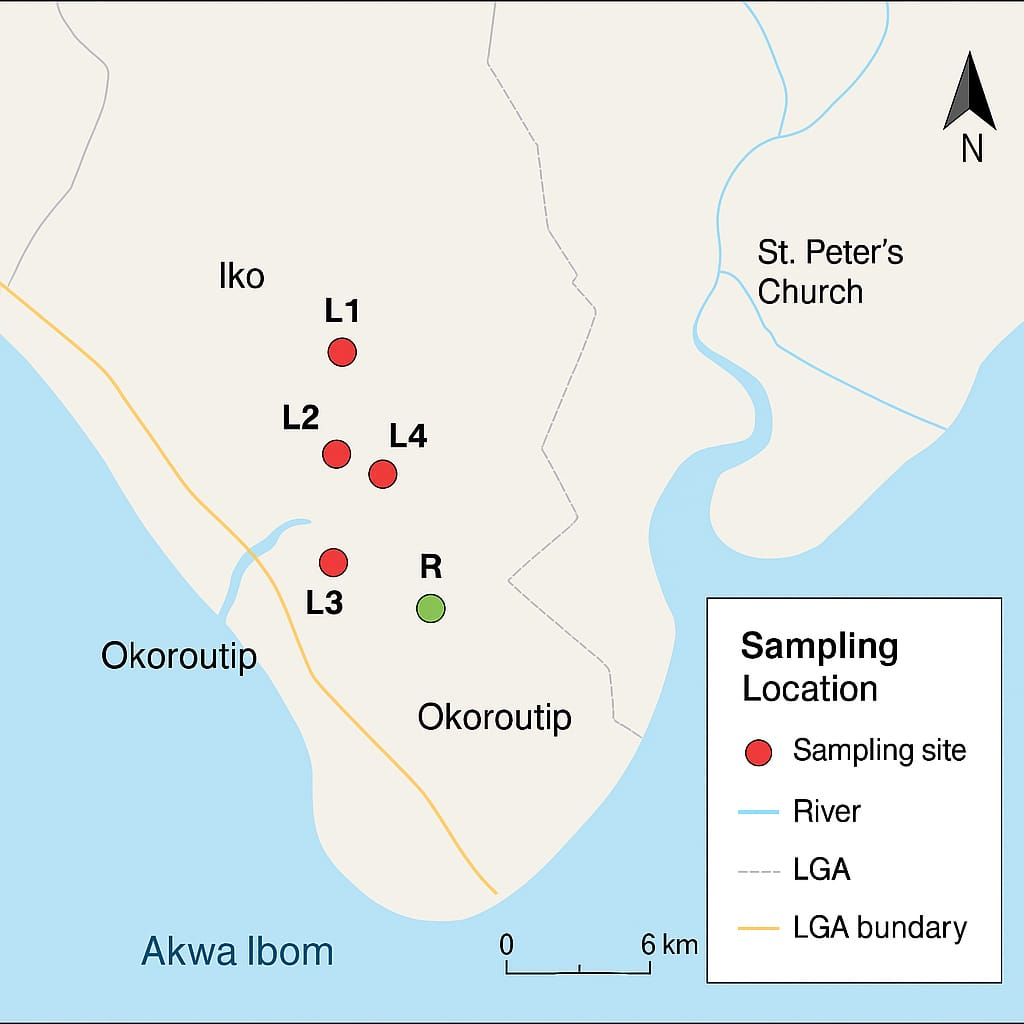 N
St. Peter's
Church
Iko
L1
L2
L4
R
L3
Okoroutip
Okoroutip
Sampling
Location
Sampling site
River
LGA
LGA bundary
Akwa Ibom
0 6 km